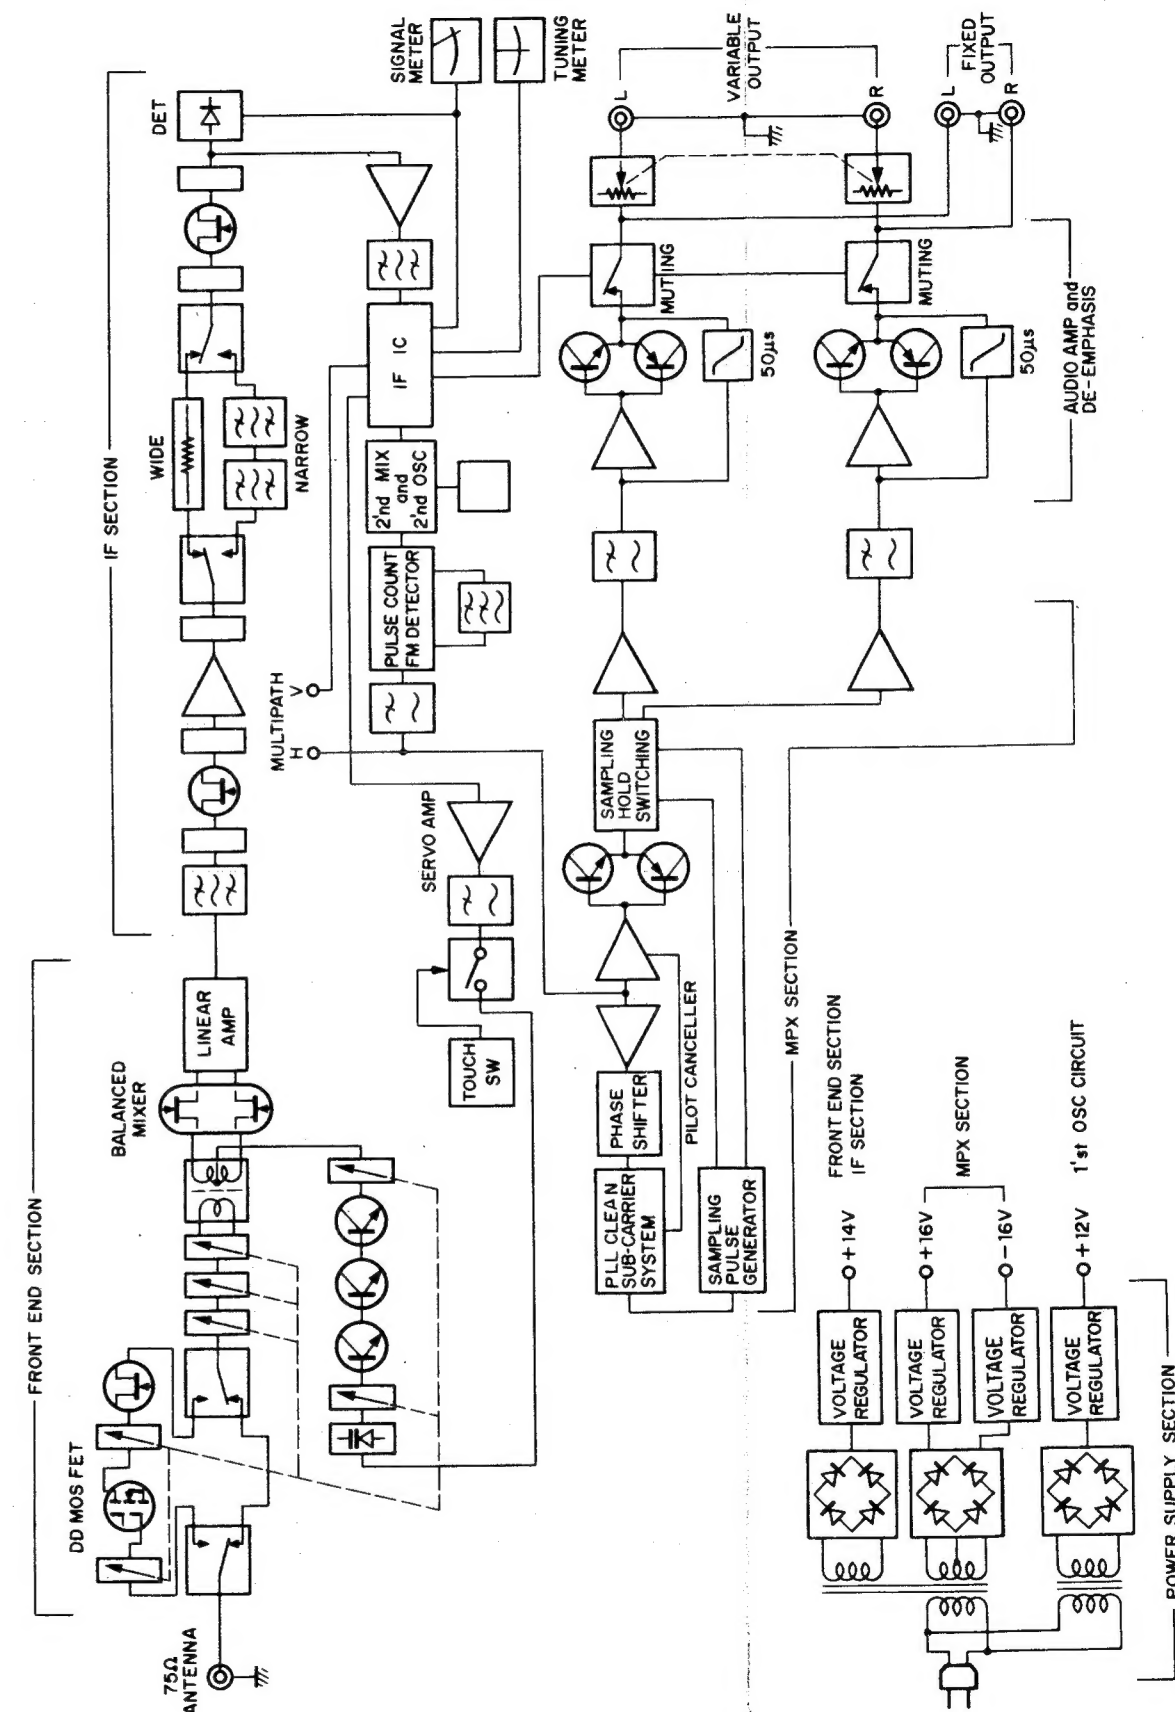 FRONT END SECTION
DD MOS FET
75Ω
ANTENNA
BALANCED
MIXER
LINEAR
AMP
IF SECTION
WIDE
NARROW
DET
SIGNAL
METER
TUNING
METER
MULTIPATH
H
V
IF IC
2'nd MIX
and
2'nd OSC
PULSE COUNT
FM DETECTOR
SERVO AMP
TOUCH
SW
PLL CLEAN
SUB-CARRIER
SYSTEM
PHASE
SHIFTER
PILOT CANCELLER
SAMPLING
PULSE
GENERATOR
SAMPLING
HOLD
SWITCHING
MPX SECTION
50µs
MUTING
50µs
MUTING
AUDIO AMP and
DE-EMPHASIS
L
VARIABLE
OUTPUT
R
L
FIXED
OUTPUT
R
VOLTAGE
REGULATOR
+14V
FRONT END SECTION
IF SECTION
VOLTAGE
REGULATOR
+16V
MPX SECTION
VOLTAGE
REGULATOR
-16V
VOLTAGE
REGULATOR
+12V
1'st OSC CIRCUIT
POWER SUPPLY SECTION